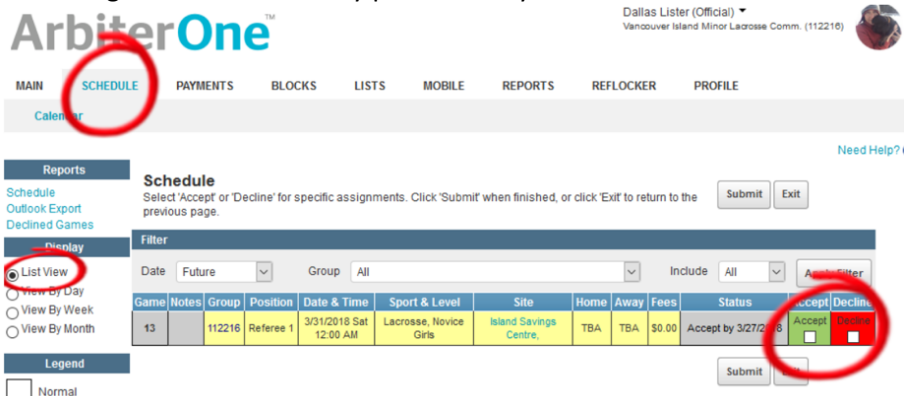 ArbiterOne™
Dallas Lister (Official)
Vancouver Island Minor Lacrosse Comm. (112216)
MAIN SCHEDULE PAYMENTS BLOCKS LISTS MOBILE REPORTS REFLOCKER PROFILE
Calendar
Need Help?
Reports
Schedule
Outlook Export
Declined Games
Display
List View
View By Day
View By Week
View By Month
Legend
Normal
Schedule
Select 'Accept' or 'Decline' for specific assignments. Click 'Submit' when finished, or click 'Exit' to return to the
previous page.
Submit Exit
Filter
Date Future Group All Include All Apply Filter
Game Notes Group Position Date & Time Sport & Level Site Home Away Fees Status Accept Decline
13 112216 Referee 1 3/31/2018 Sat 12:00 AM Lacrosse, Novice Girls Island Savings Centre, TBA TBA $0.00 Accept by 3/27/2018 Accept Decline
Submit Exit